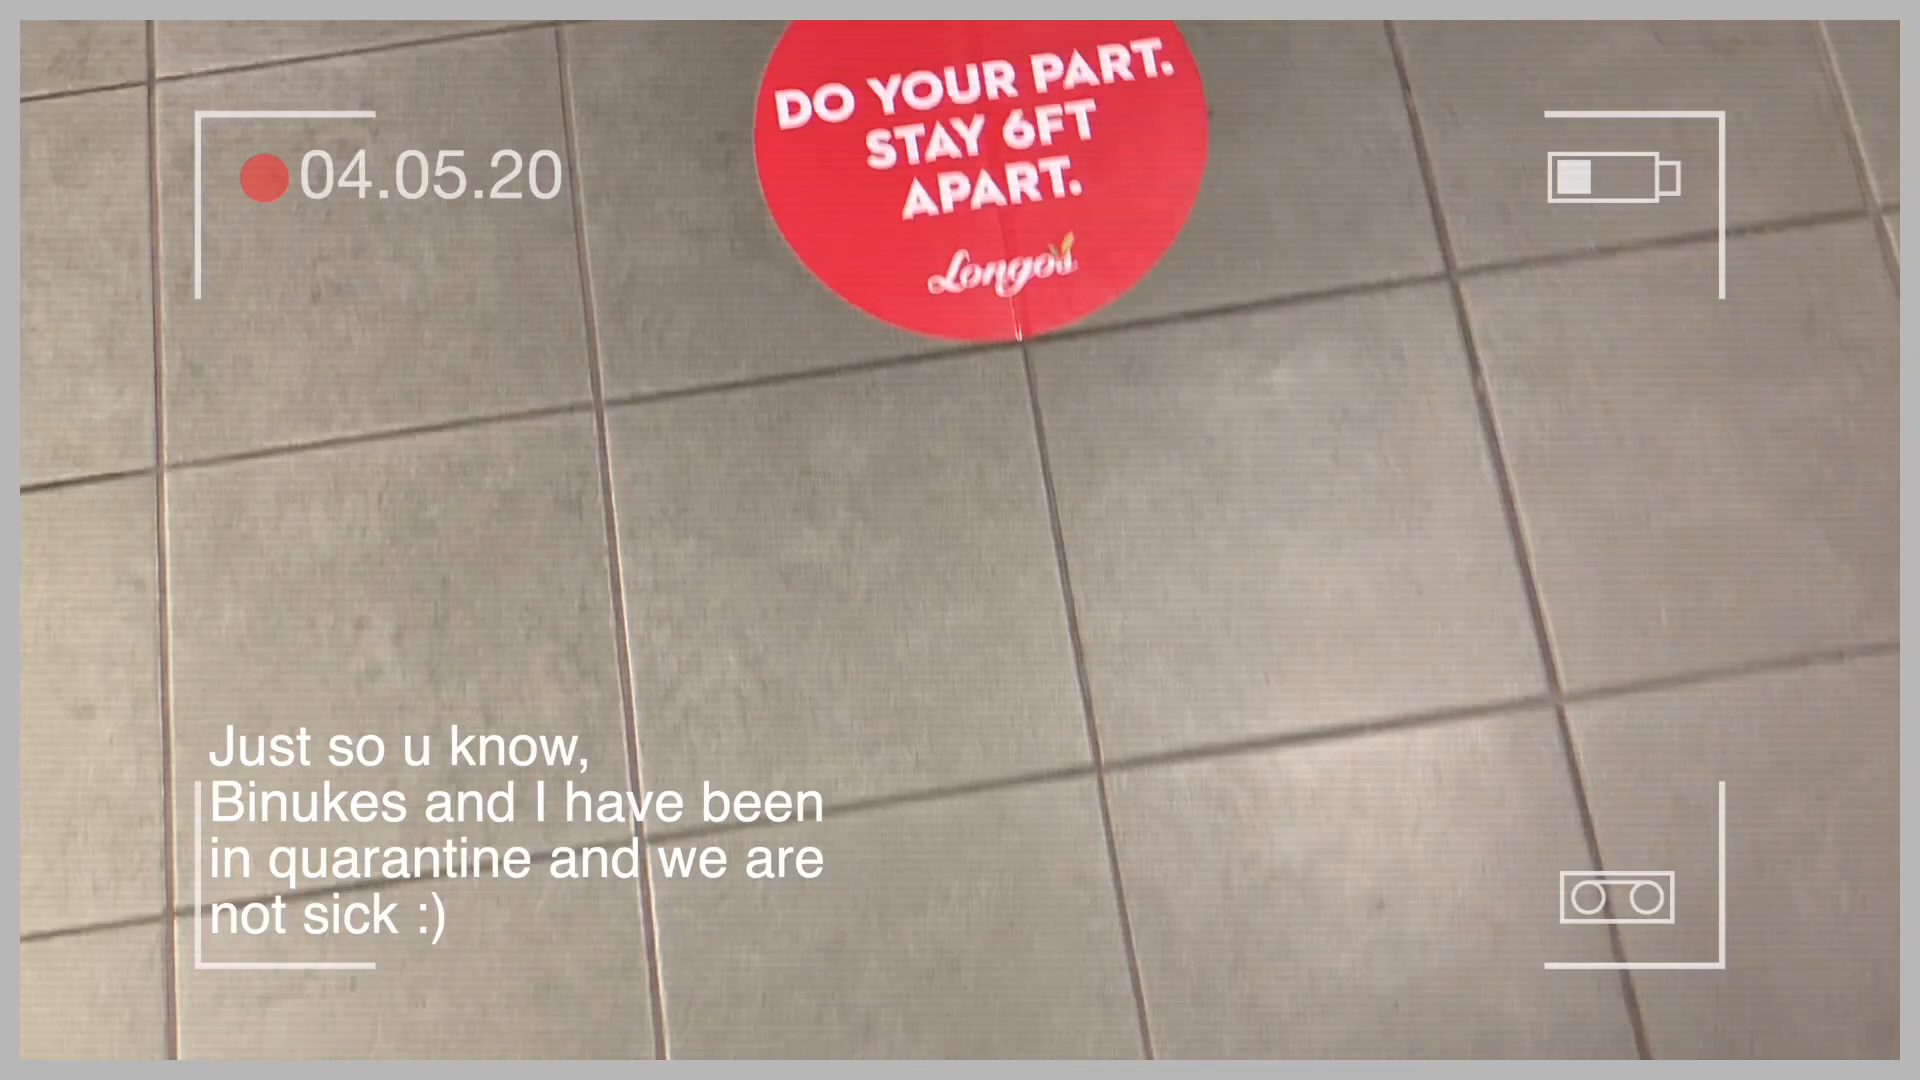 DO YOUR PART.
STAY 6FT
APART.
Longo's
04.05.20
Just so u know,
Binukes and I have been
in quarantine and we are
not sick :)